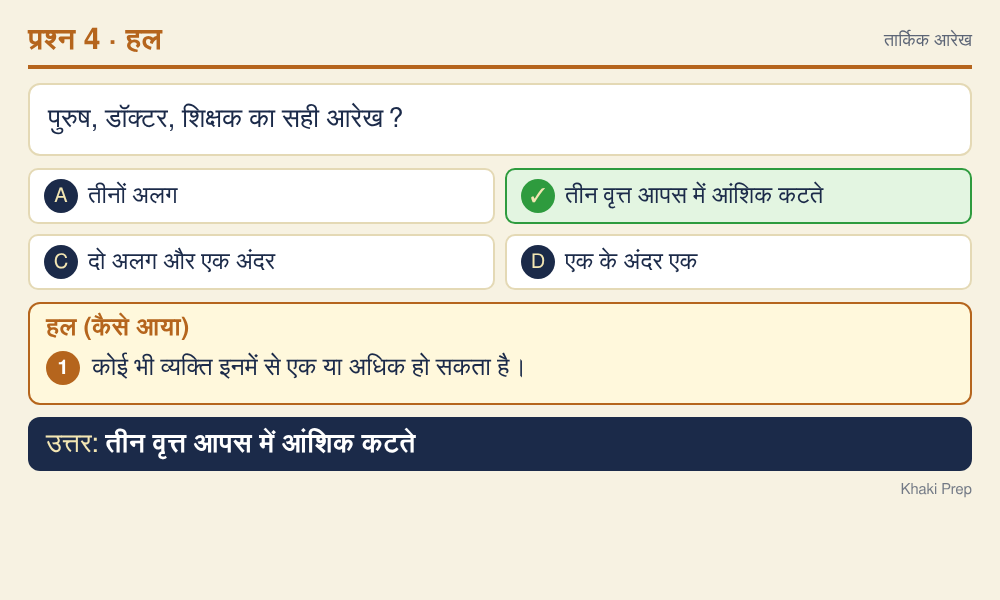 प्रश्न 4 · हल
तार्किक आरेख
पुरुष, डॉक्टर, शिक्षक का सही आरेख ?
A तीनों अलग
✓ तीन वृत्त आपस में आंशिक कटते
C दो अलग और एक अंदर
D एक के अंदर एक
हल (कैसे आया)
1 कोई भी व्यक्ति इनमें से एक या अधिक हो सकता है।
उत्तर: तीन वृत्त आपस में आंशिक कटते
Khaki Prep